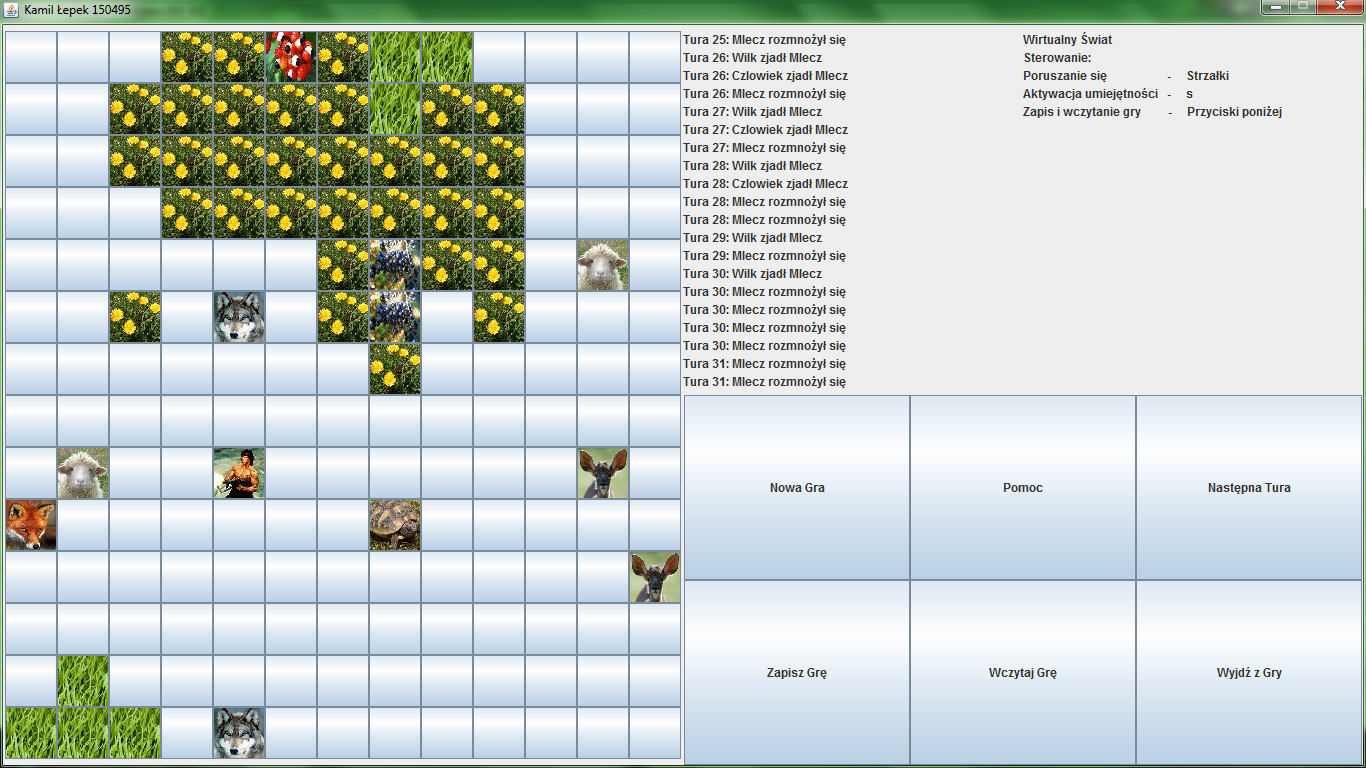 Kamil Łepek 150495
Tura 25: Mlecz rozmnożył się
Tura 26: Wilk zjadł Mlecz
Tura 26: Czlowiek zjadł Mlecz
Tura 26: Mlecz rozmnożył się
Tura 27: Wilk zjadł Mlecz
Tura 27: Czlowiek zjadł Mlecz
Tura 27: Mlecz rozmnożył się
Tura 28: Wilk zjadł Mlecz
Tura 28: Czlowiek zjadł Mlecz
Tura 28: Mlecz rozmnożył się
Tura 28: Mlecz rozmnożył się
Tura 29: Wilk zjadł Mlecz
Tura 29: Mlecz rozmnożył się
Tura 30: Wilk zjadł Mlecz
Tura 30: Mlecz rozmnożył się
Tura 30: Mlecz rozmnożył się
Tura 30: Mlecz rozmnożył się
Tura 30: Mlecz rozmnożył się
Tura 31: Mlecz rozmnożył się
Tura 31: Mlecz rozmnożył się
Wirtualny Świat
Sterowanie:
Poruszanie się - Strzałki
Aktywacja umiejętności - s
Zapis i wczytanie gry - Przyciski poniżej
Nowa Gra
Pomoc
Następna Tura
Zapisz Grę
Wczytaj Grę
Wyjdź z Gry